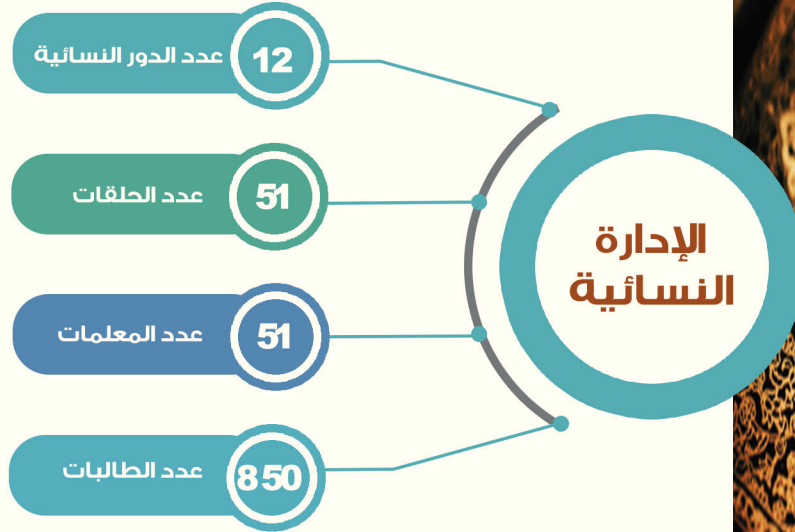 الإدارة
النسائية
12 عدد الدور النسائية
51 عدد الحلقات
51 عدد المعلمات
850 عدد الطالبات